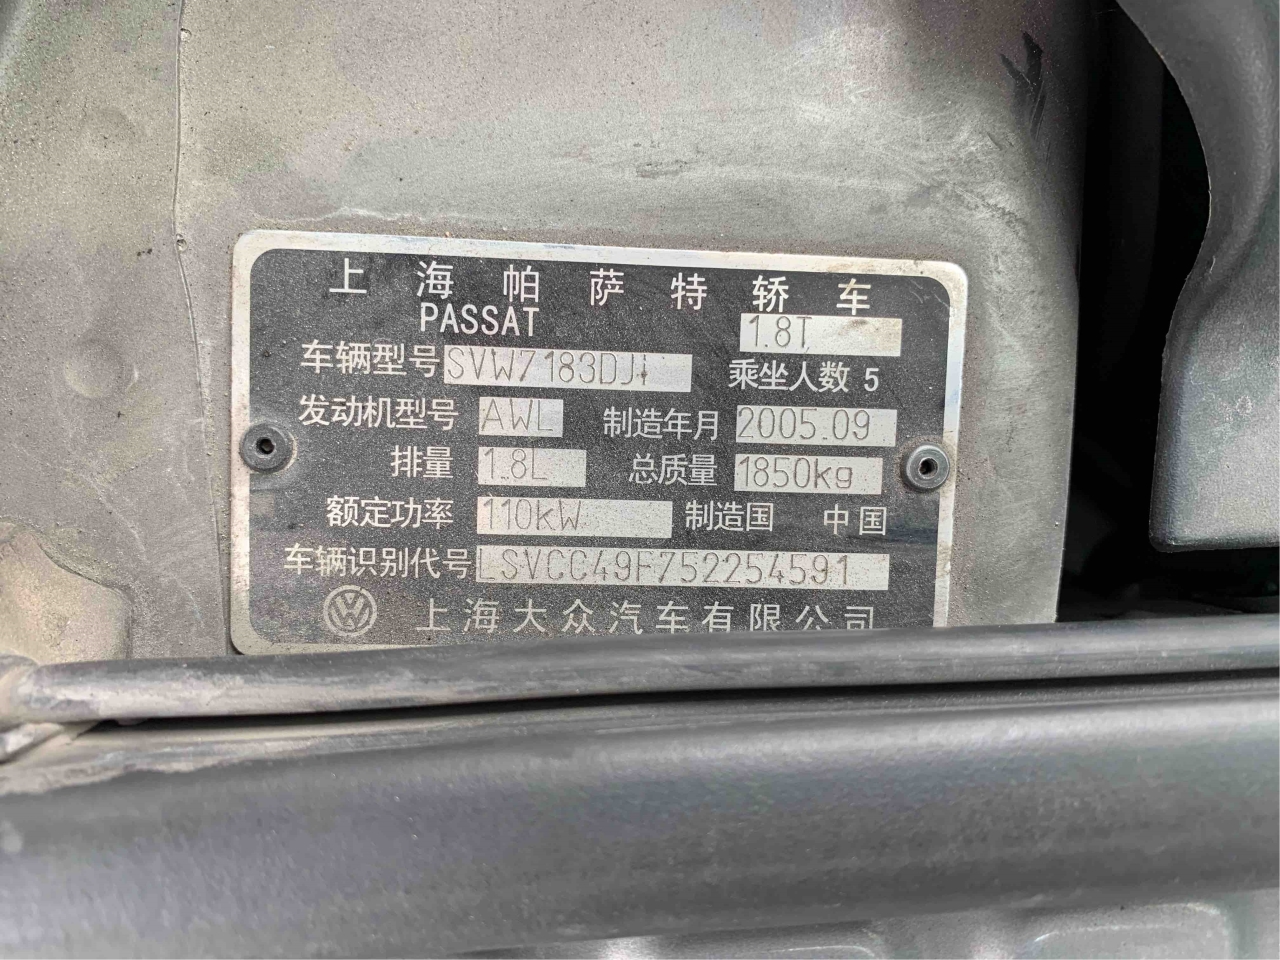 上海帕萨特轿车
PASSAT 1.8T
车辆型号 SVW7183DJi 乘坐人数 5
发动机型号 AWL 制造年月 2005.09
排量 1.8L 总质量 1850kg
额定功率 110kW 制造国 中国
车辆识别代号 LSVCC49F752254591
上海大众汽车有限公司